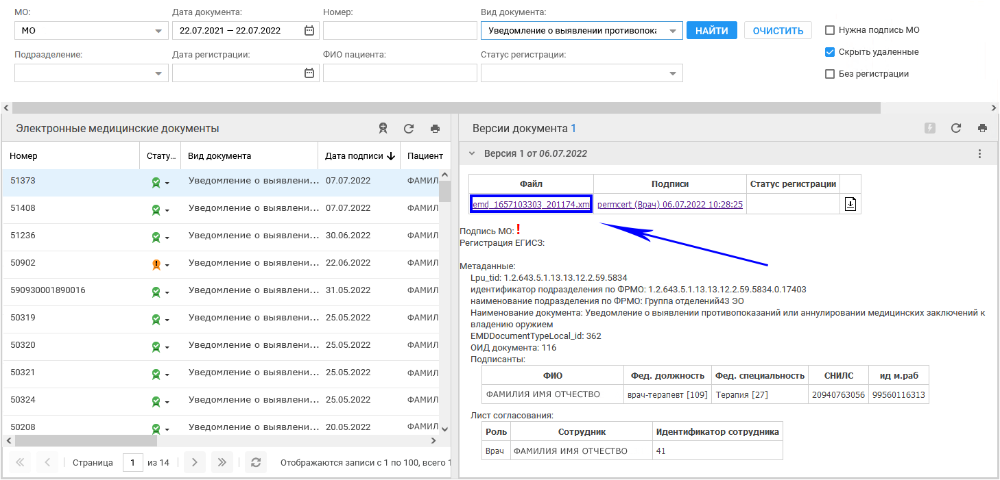 МО: Дата документа: Номер: Вид документа:
МО 22.07.2021 — 22.07.2022 Уведомление о выявлении противопока НАЙТИ ОЧИСТИТЬ Нужна подпись МО
Подразделение: Дата регистрации: ФИО пациента: Статус регистрации: Скрыть удаленные
Без регистрации
Электронные медицинские документы
Номер Стату... Вид документа Дата подписи Пациент
51373 Уведомление о выявлени... 07.07.2022 ФАМИЛ
51408 Уведомление о выявлени... 07.07.2022 ФАМИЛ
51236 Уведомление о выявлени... 30.06.2022 ФАМИЛ
50902 Уведомление о выявлени... 22.06.2022 ФАМИЛ
590930001890016 Уведомление о выявлени... 31.05.2022 ФАМИЛ
50319 Уведомление о выявлени... 25.05.2022 ФАМИЛ
50320 Уведомление о выявлени... 25.05.2022 ФАМИЛ
50321 Уведомление о выявлени... 25.05.2022 ФАМИЛ
50324 Уведомление о выявлени... 25.05.2022 ФАМИЛ
50208 Уведомление о выявлени... 20.05.2022 ФАМИЛ
Страница 1 из 14 Отображаются записи с 1 по 100, всего 1
Версии документа 1
Версия 1 от 06.07.2022
Файл Подписи Статус регистрации
emd_1657103303_201174.xm permcert (Врач) 06.07.2022 10:28:25
Подпись МО: !
Регистрация ЕГИСЗ:
Метаданные:
Lpu_tid: 1.2.643.5.1.13.13.12.2.59.5834
идентификатор подразделения по ФРМО: 1.2.643.5.1.13.13.12.2.59.5834.0.17403
наименование подразделения по ФРМО: Группа отделений43 ЭО
Наименование документа: Уведомление о выявлении противопоказаний или аннулировании медицинских заключений к
владению оружием
EMDDocumentTypeLocal_id: 362
ОИД документа: 116
Подписанты:
ФИО Фед. должность Фед. специальность СНИЛС ид м.раб
ФАМИЛИЯ ИМЯ ОТЧЕСТВО врач-терапевт [109] Терапия [27] 20940763056 99560116313
Лист согласования:
Роль Сотрудник Идентификатор сотрудника
Врач ФАМИЛИЯ ИМЯ ОТЧЕСТВО 41